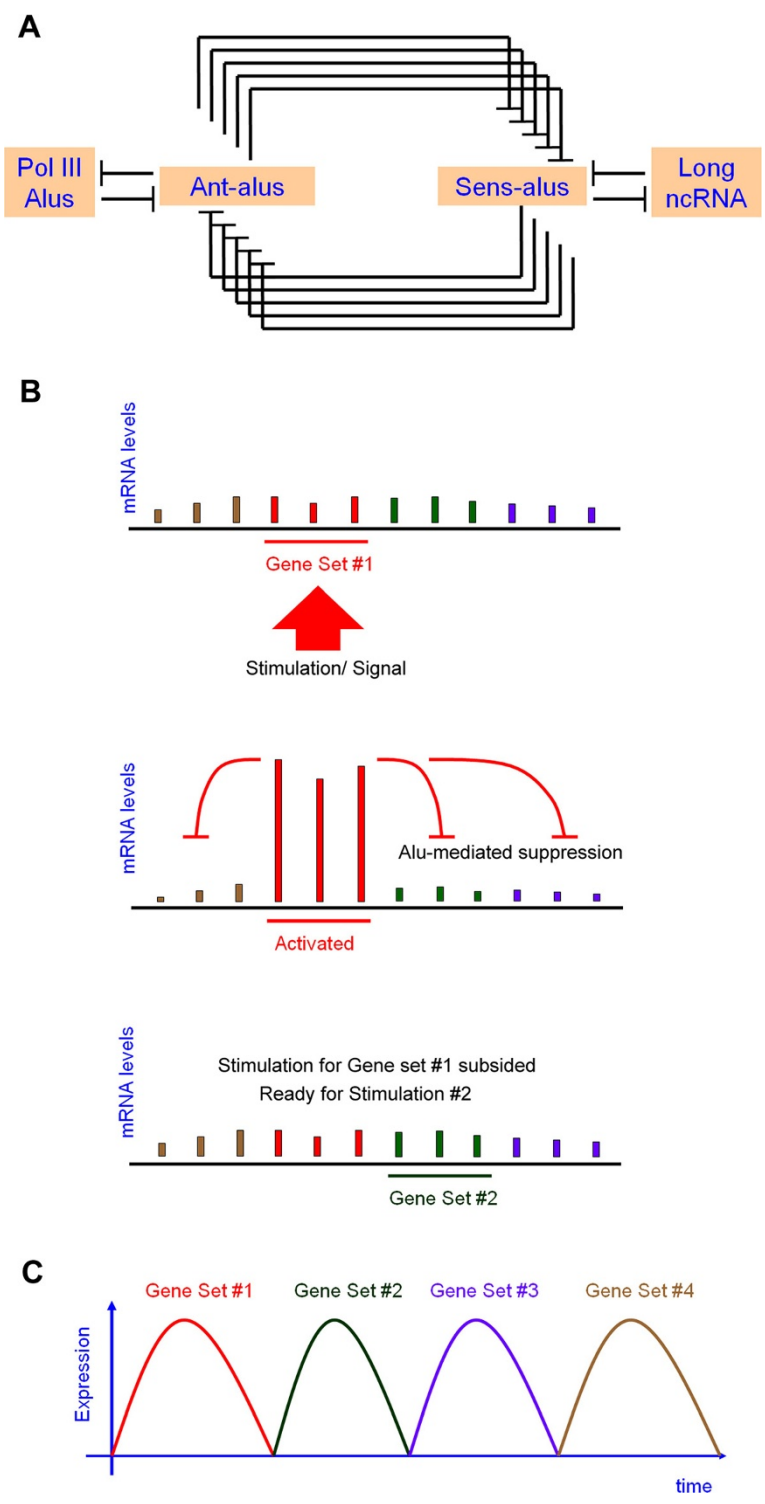 A
Pol III
Alus
Ant-alus
Sens-alus
Long
ncRNA
B
mRNA levels
Gene Set #1
Stimulation/ Signal
mRNA levels
Alu-mediated suppression
Activated
mRNA levels
Stimulation for Gene set #1 subsided
Ready for Stimulation #2
Gene Set #2
C
Gene Set #1
Gene Set #2
Gene Set #3
Gene Set #4
Expression
time